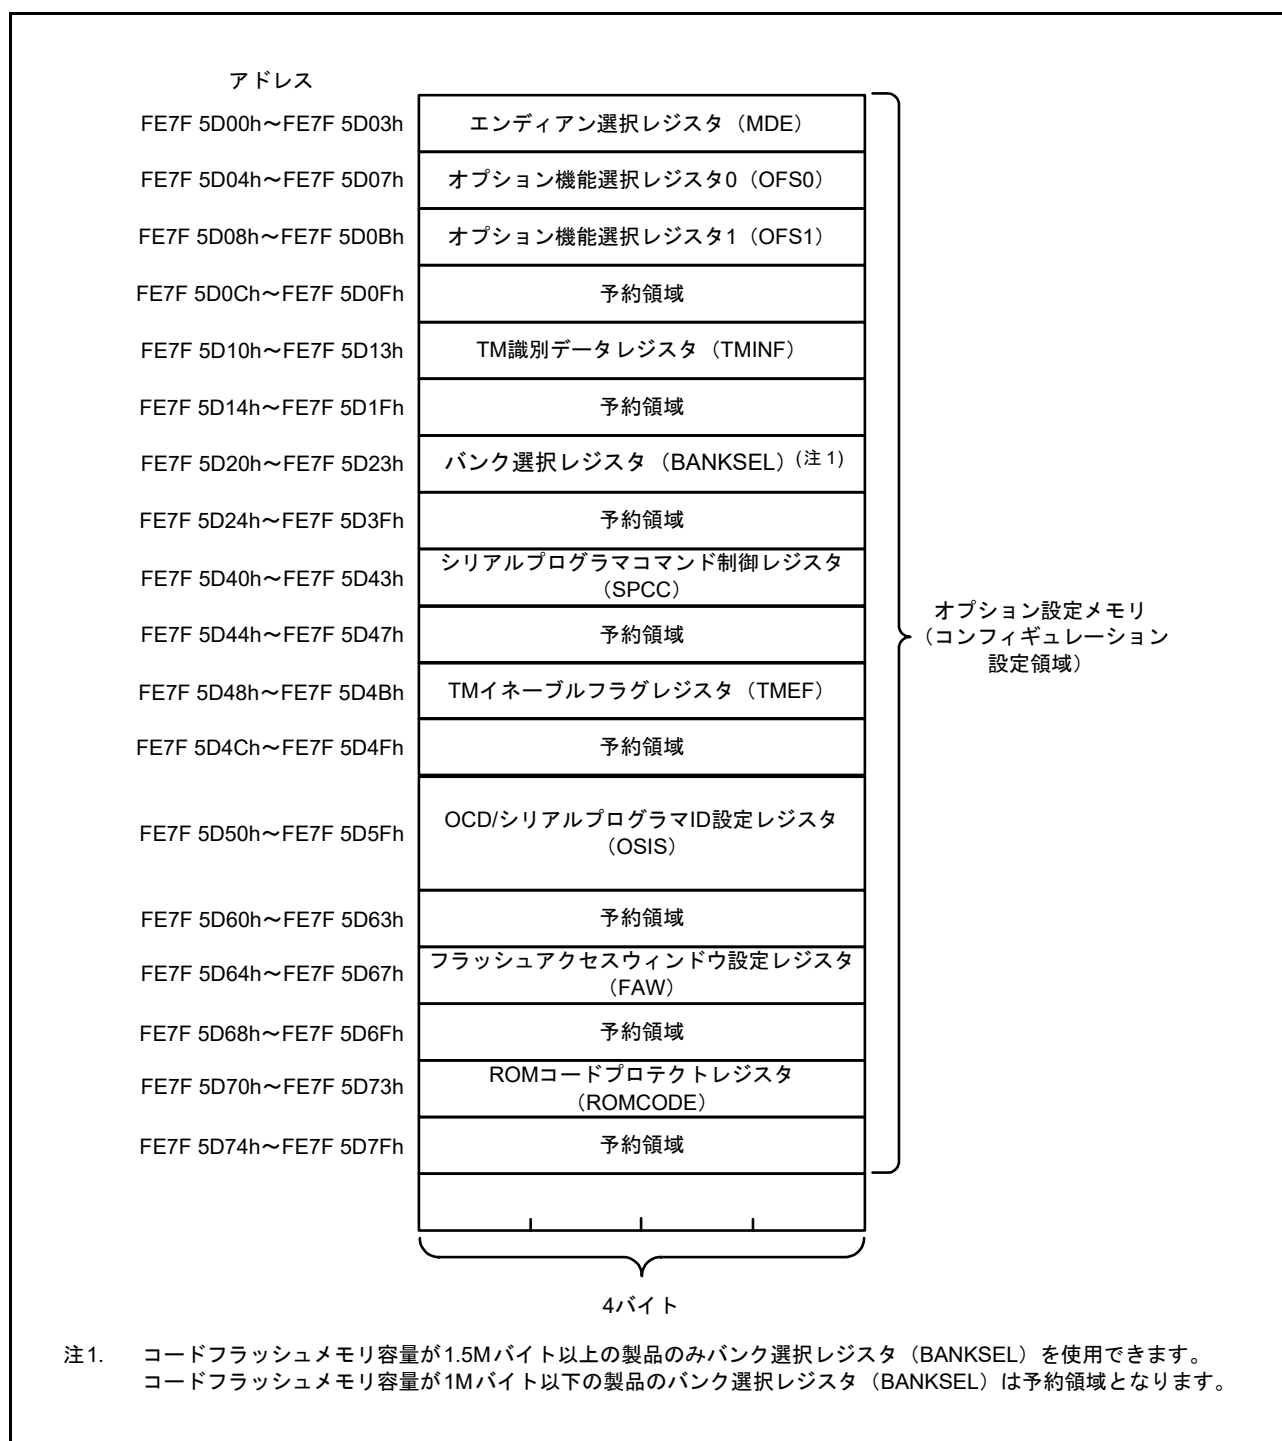 アドレス
FE7F 5D00h～FE7F 5D03h エンディアン選択レジスタ（MDE）
FE7F 5D04h～FE7F 5D07h オプション機能選択レジスタ0（OFS0）
FE7F 5D08h～FE7F 5D0Bh オプション機能選択レジスタ1（OFS1）
FE7F 5D0Ch～FE7F 5D0Fh 予約領域
FE7F 5D10h～FE7F 5D13h TM識別データレジスタ（TMINF）
FE7F 5D14h～FE7F 5D1Fh 予約領域
FE7F 5D20h～FE7F 5D23h バンク選択レジスタ（BANKSEL）(注1)
FE7F 5D24h～FE7F 5D3Fh 予約領域
FE7F 5D40h～FE7F 5D43h シリアルプログラマコマンド制御レジスタ
（SPCC）
FE7F 5D44h～FE7F 5D47h 予約領域
FE7F 5D48h～FE7F 5D4Bh TMイネーブルフラグレジスタ（TMEF）
FE7F 5D4Ch～FE7F 5D4Fh 予約領域
FE7F 5D50h～FE7F 5D5Fh OCD/シリアルプログラマID設定レジスタ
（OSIS）
FE7F 5D60h～FE7F 5D63h 予約領域
FE7F 5D64h～FE7F 5D67h フラッシュアクセスウィンドウ設定レジスタ
（FAW）
FE7F 5D68h～FE7F 5D6Fh 予約領域
FE7F 5D70h～FE7F 5D73h ROMコードプロテクトレジスタ
（ROMCODE）
FE7F 5D74h～FE7F 5D7Fh 予約領域
オプション設定メモリ
（コンフィギュレーション
設定領域）
4バイト
注1. コードフラッシュメモリ容量が1.5Mバイト以上の製品のみバンク選択レジスタ（BANKSEL）を使用できます。
コードフラッシュメモリ容量が1Mバイト以下の製品のバンク選択レジスタ（BANKSEL）は予約領域となります。